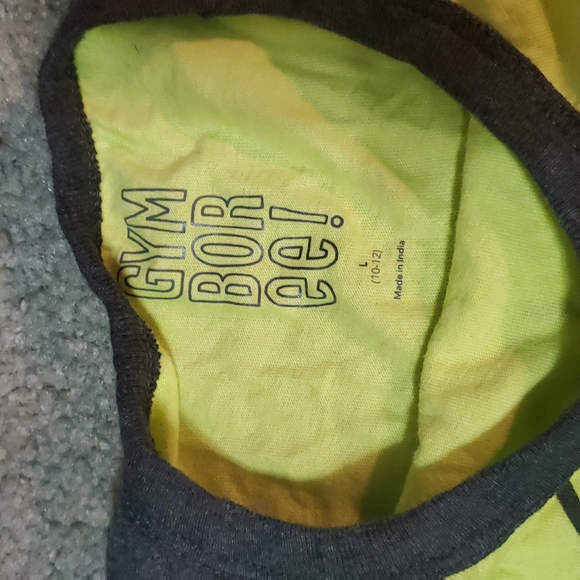 GYM
BOR
ee!
L
(10-12)
Made in India